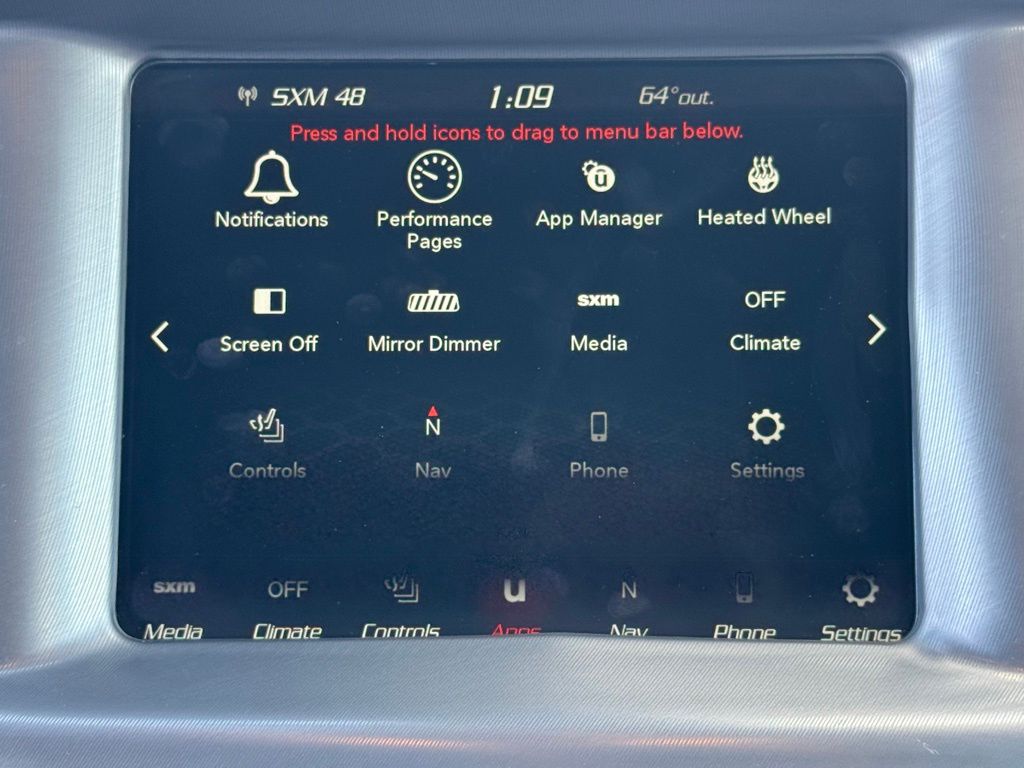 SXM 48 1:09 64°out.
Press and hold icons to drag to menu bar below.
Notifications Performance App Manager Heated Wheel
Pages
u
sxm OFF
Screen Off Mirror Dimmer Media Climate
N
Controls Nav Phone Settings
sxm OFF u N
Media Climate Controls Apps Nav Phone Settings